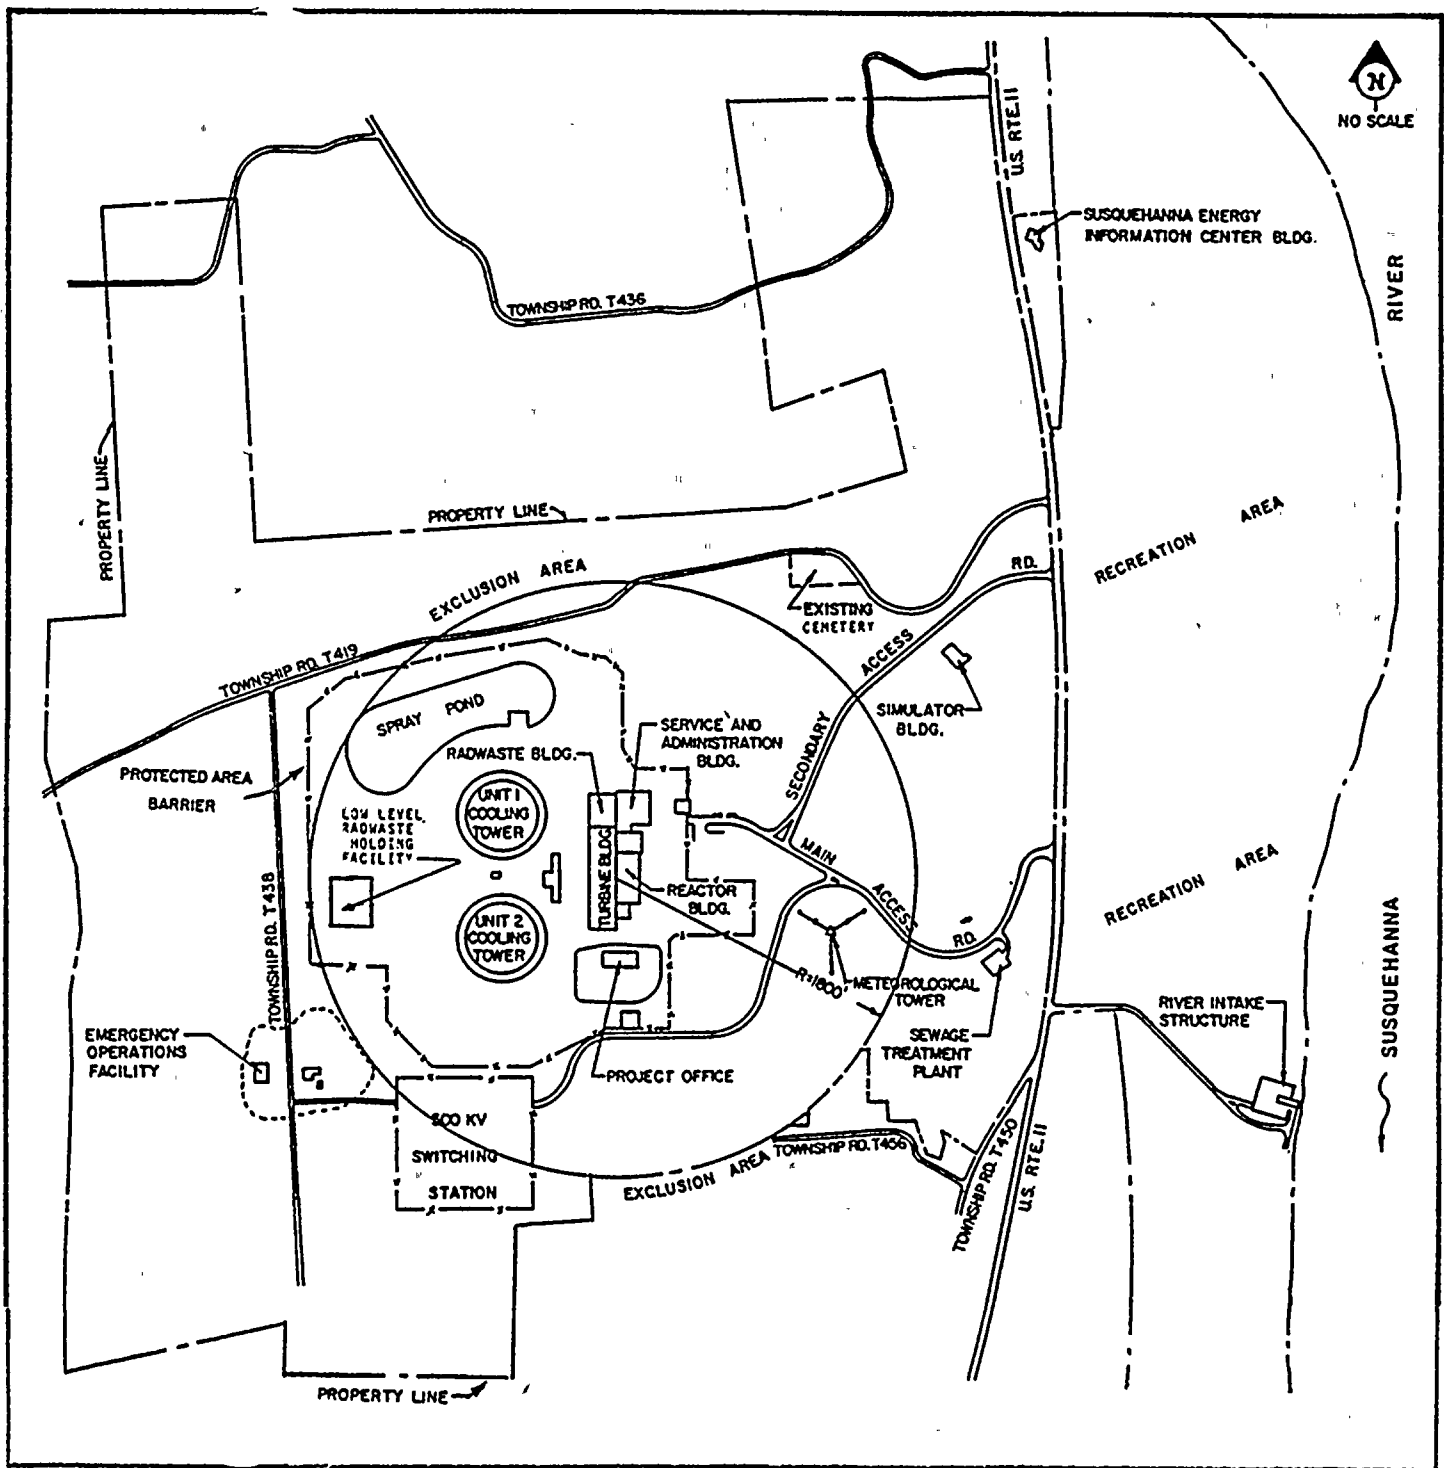 N
NO SCALE
U.S. RTE. 11
SUSQUEHANNA ENERGY
INFORMATION CENTER BLDG.
RIVER
TOWNSHIP RD. T436
PROPERTY LINE
PROPERTY LINE
EXCLUSION AREA
RECREATION AREA
RD.
EXISTING
CEMETERY
ACCESS
SECONDARY
TOWNSHIP RD. T419
SPRAY POND
SERVICE AND
ADMINISTRATION
BLDG.
SIMULATOR
BLDG.
RADWASTE BLDG.
PROTECTED AREA
BARRIER
UNIT 1
COOLING
TOWER
LOW LEVEL
RADWASTE
HOLDING
FACILITY
TURBINE BLDG
MAIN
ACCESS
RD.
REACTOR
BLDG.
RECREATION AREA
TOWNSHIP RD. T438
UNIT 2
COOLING
TOWER
R=1800'
METEOROLOGICAL
TOWER
RIVER INTAKE
STRUCTURE
SUSQUEHANNA
EMERGENCY
OPERATIONS
FACILITY
SEWAGE
TREATMENT
PLANT
PROJECT OFFICE
500 KV
SWITCHING
STATION
TOWNSHIP RD. T456
EXCLUSION AREA
TOWNSHIP RD. T450
U.S. RTE. 11
PROPERTY LINE